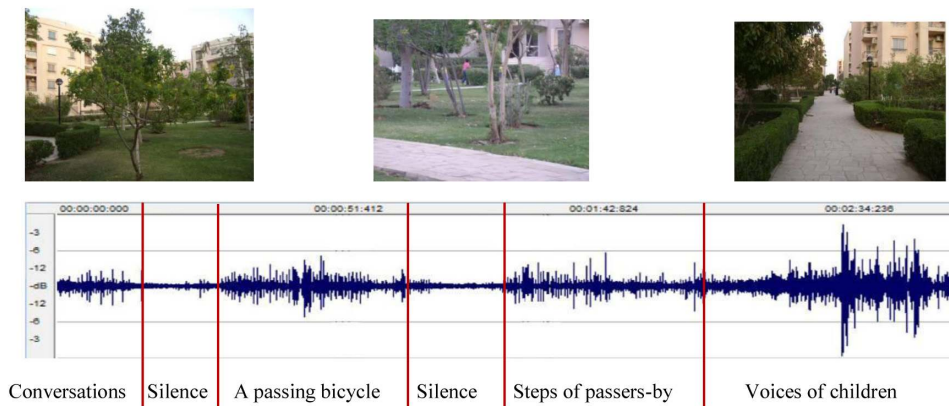 00:00:00:000 00:00:51:412 00:01:42:824 00:02:34:236
-3
-6
-12
-dB
-12
-6
-3
Conversations Silence A passing bicycle Silence Steps of passers-by Voices of children